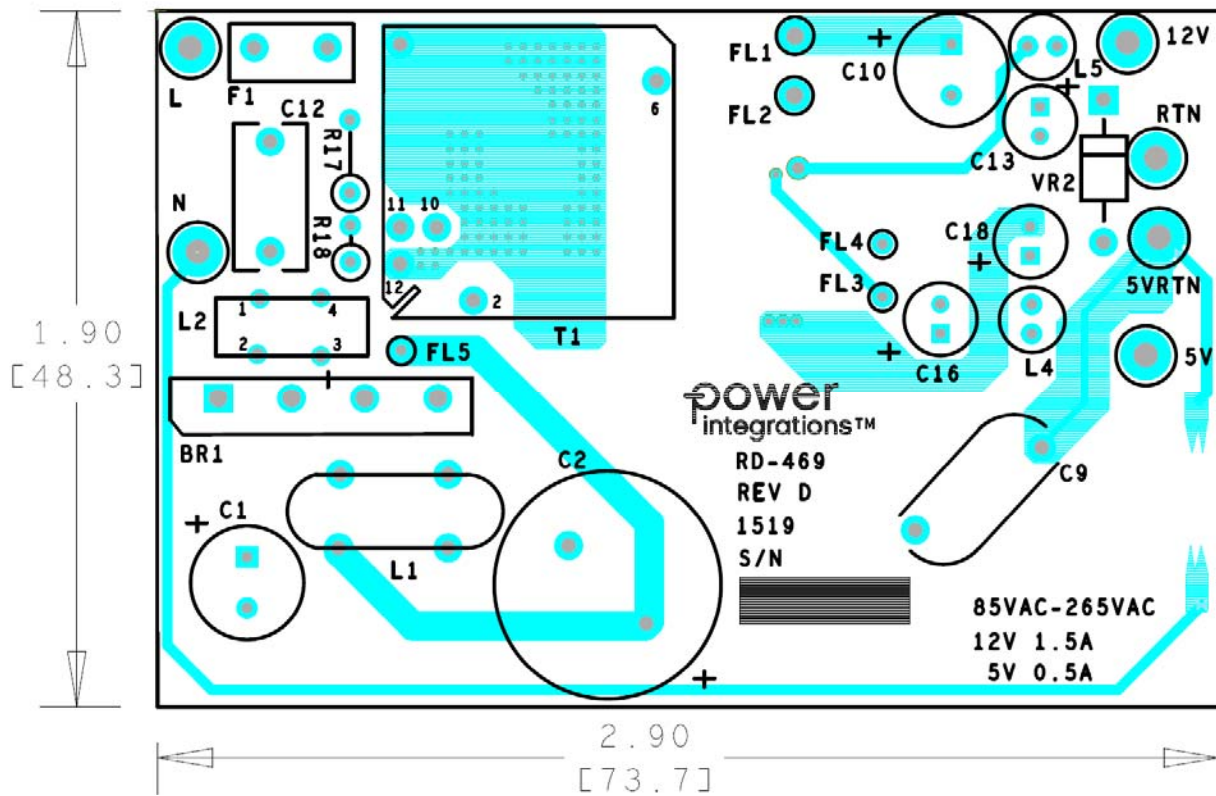 L
F1
C12
R17
N
R18
L2
1
4
2
3
BR1
C1
L1
C2
FL5
T1
6
11
10
12
2
FL1
FL2
C10
L5
12V
C13
RTN
VR2
C18
FL4
FL3
5VRTN
C16
L4
5V
C9
power
integrations™
RD-469
REV D
1519
S/N
85VAC-265VAC
12V 1.5A
5V 0.5A
1.90
[48.3]
2.90
[73.7]